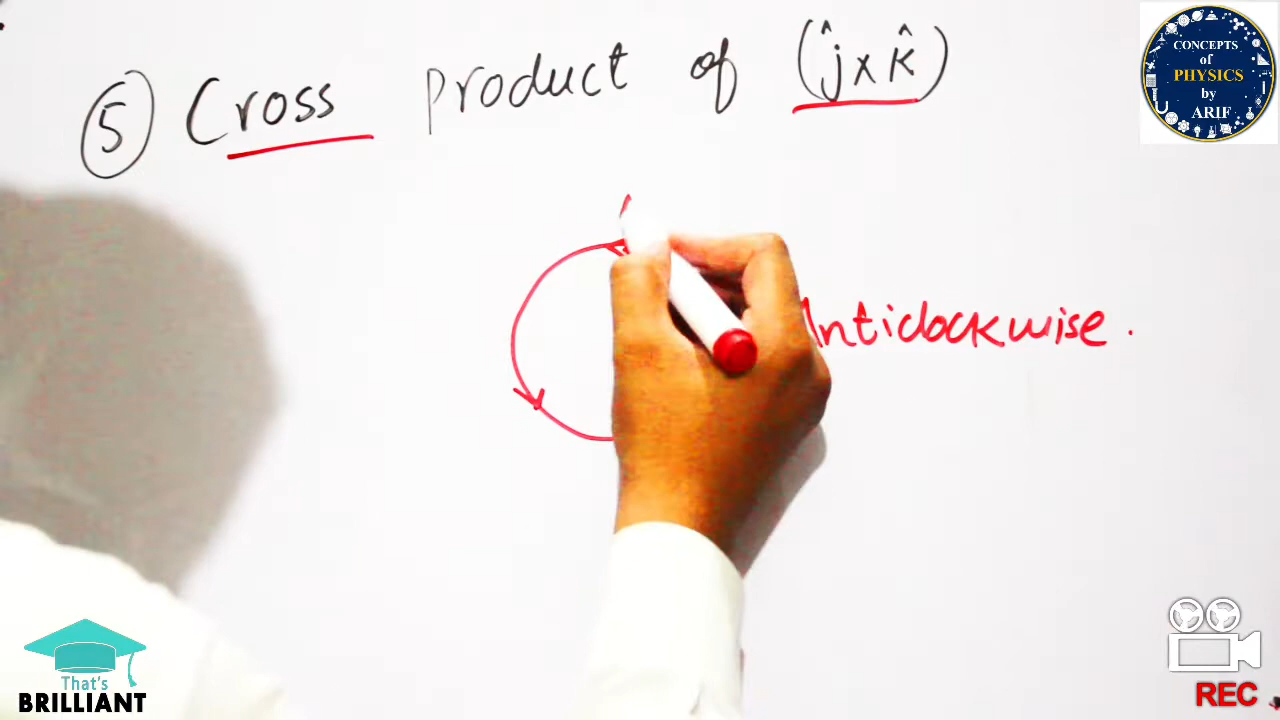 ⑤ Cross product of (ĵ x k̂)
Anticlockwise.
CONCEPTS
of
PHYSICS
by
ARIF
That's
BRILLIANT
REC